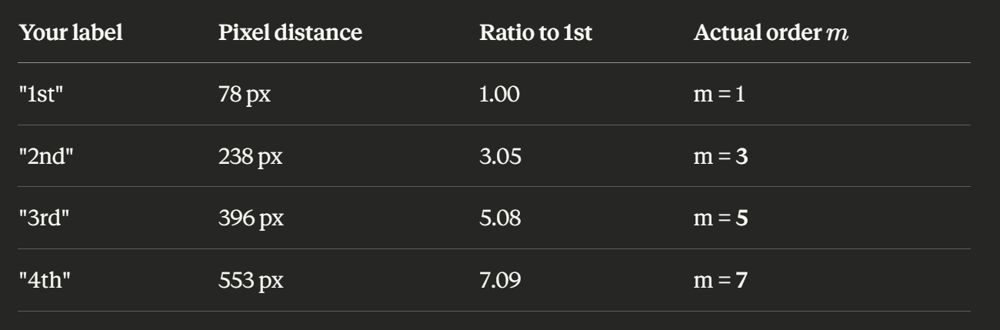 Your label Pixel distance Ratio to 1st Actual order m
"1st" 78 px 1.00 m = 1
"2nd" 238 px 3.05 m = 3
"3rd" 396 px 5.08 m = 5
"4th" 553 px 7.09 m = 7